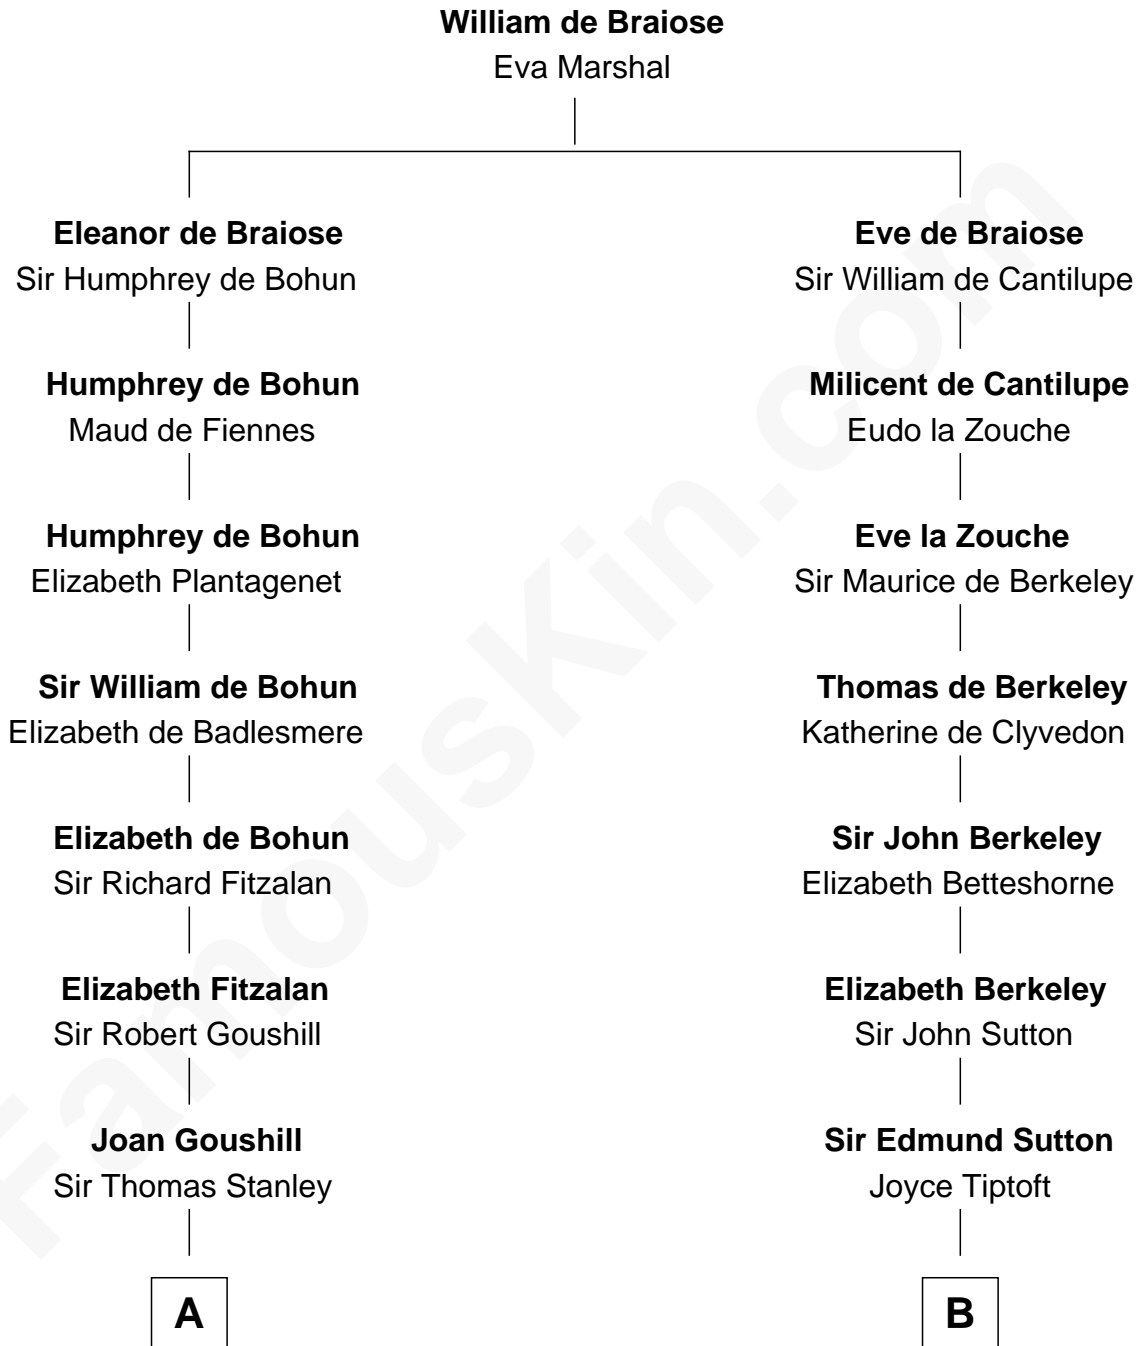 William de Braiose
Eva Marshal
Eleanor de Braiose
Sir Humphrey de Bohun
Humphrey de Bohun
Maud de Fiennes
Humphrey de Bohun
Elizabeth Plantagenet
Sir William de Bohun
Elizabeth de Badlesmere
Elizabeth de Bohun
Sir Richard Fitzalan
Elizabeth Fitzalan
Sir Robert Goushill
Joan Goushill
Sir Thomas Stanley
A
Eve de Braiose
Sir William de Cantilupe
Milicent de Cantilupe
Eudo la Zouche
Eve la Zouche
Sir Maurice de Berkeley
Thomas de Berkeley
Katherine de Clyvedon
Sir John Berkeley
Elizabeth Betteshorne
Elizabeth Berkeley
Sir John Sutton
Sir Edmund Sutton
Joyce Tiptoft
B
FamousKin.com